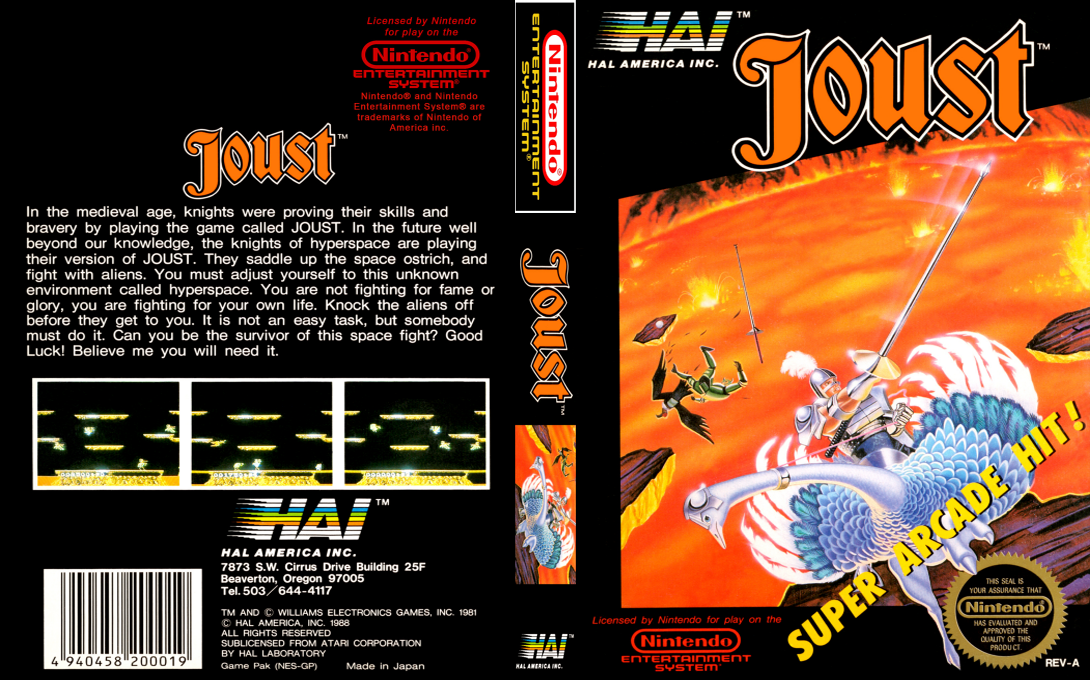 Licensed by Nintendo
for play on the
Nintendo®
ENTERTAINMENT
SYSTEM®
Nintendo® and Nintendo
Entertainment System® are
trademarks of Nintendo of
America inc.
Joust™
In the medieval age, knights were proving their skills and
bravery by playing the game called JOUST. In the future well
beyond our knowledge, the knights of hyperspace are playing
their version of JOUST. They saddle up the space ostrich, and
fight with aliens. You must adjust yourself to this unknown
environment called hyperspace. You are not fighting for fame or
glory, you are fighting for your own life. Knock the aliens off
before they get to you. It is not an easy task, but somebody
must do it. Can you be the survivor of this space fight? Good
Luck! Believe me you will need it.
HAL™
HAL AMERICA INC.
7873 S.W. Cirrus Drive Building 25F
Beaverton, Oregon 97005
Tel. 503/644-4117
TM AND © WILLIAMS ELECTRONICS GAMES, INC. 1981
© HAL AMERICA, INC. 1988
ALL RIGHTS RESERVED
SUBLICENSED FROM ATARI CORPORATION
BY HAL LABORATORY
Game Pak (NES-GP) Made in Japan
4 940458 200019
Nintendo®
ENTERTAINMENT
SYSTEM®
Joust™
HAL™
HAL AMERICA INC.
HAL™
HAL AMERICA INC.
Joust™
SUPER ARCADE HIT!
Licensed by Nintendo for play on the
Nintendo®
ENTERTAINMENT
SYSTEM®
THIS SEAL IS
YOUR ASSURANCE THAT
Nintendo®
HAS EVALUATED AND
APPROVED THE
QUALITY OF THIS
PRODUCT.
REV-A